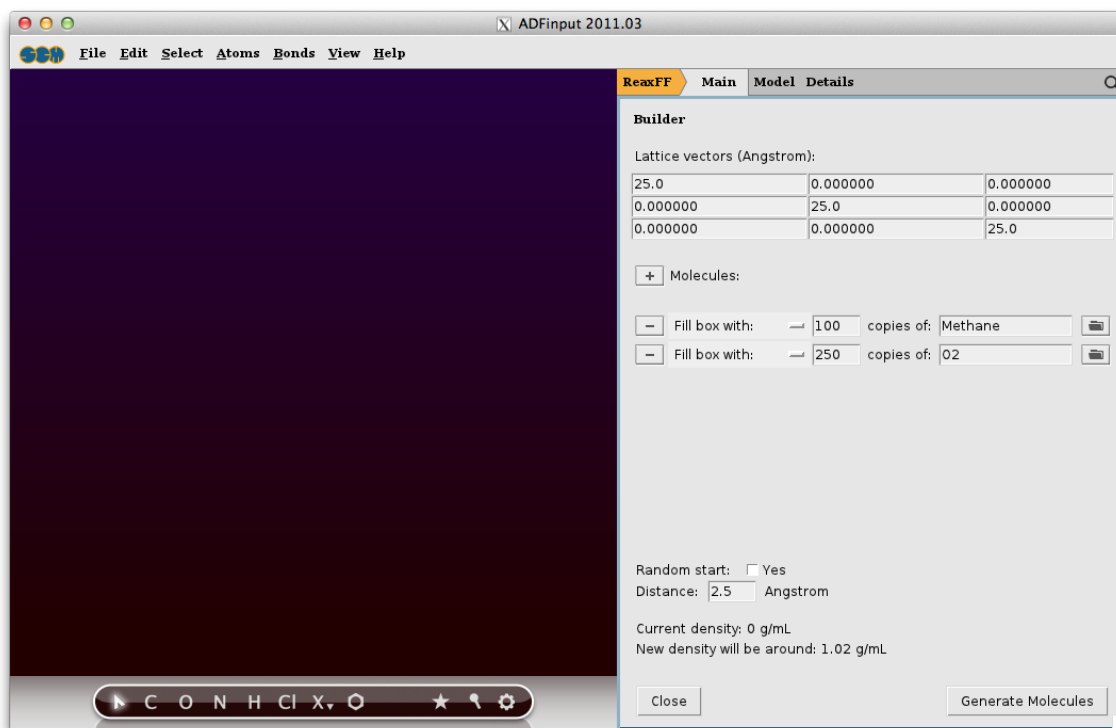 ADFinput 2011.03
SCM File Edit Select Atoms Bonds View Help
ReaxFF Main Model Details
Builder
Lattice vectors (Angstrom):
25.0 0.000000 0.000000
0.000000 25.0 0.000000
0.000000 0.000000 25.0
+ Molecules:
− Fill box with: 100 copies of: Methane
− Fill box with: 250 copies of: O2
Random start: Yes
Distance: 2.5 Angstrom
Current density: 0 g/mL
New density will be around: 1.02 g/mL
Close Generate Molecules
C O N H Cl X